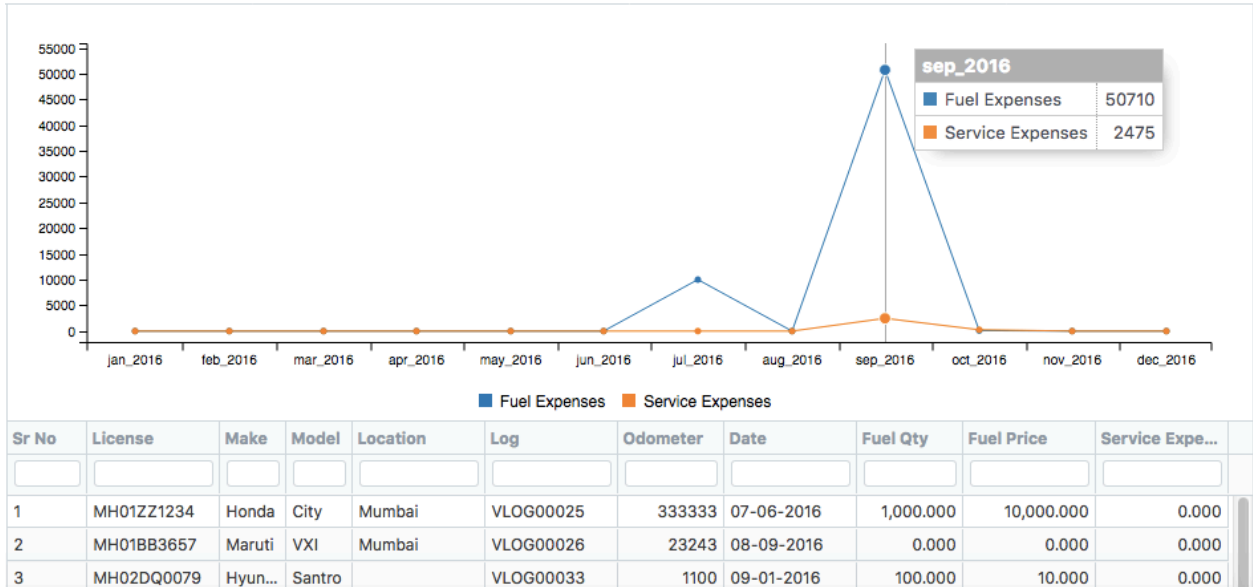 55000
50000
45000
40000
35000
30000
25000
20000
15000
10000
5000
0
sep_2016
Fuel Expenses 50710
Service Expenses 2475
jan_2016 feb_2016 mar_2016 apr_2016 may_2016 jun_2016 jul_2016 aug_2016 sep_2016 oct_2016 nov_2016 dec_2016
Fuel Expenses Service Expenses
Sr No License Make Model Location Log Odometer Date Fuel Qty Fuel Price Service Expe...
1 MH01ZZ1234 Honda City Mumbai VLOG00025 333333 07-06-2016 1,000.000 10,000.000 0.000
2 MH01BB3657 Maruti VXI Mumbai VLOG00026 23243 08-09-2016 0.000 0.000 0.000
3 MH02DQ0079 Hyun... Santro VLOG00033 1100 09-01-2016 100.000 10.000 0.000